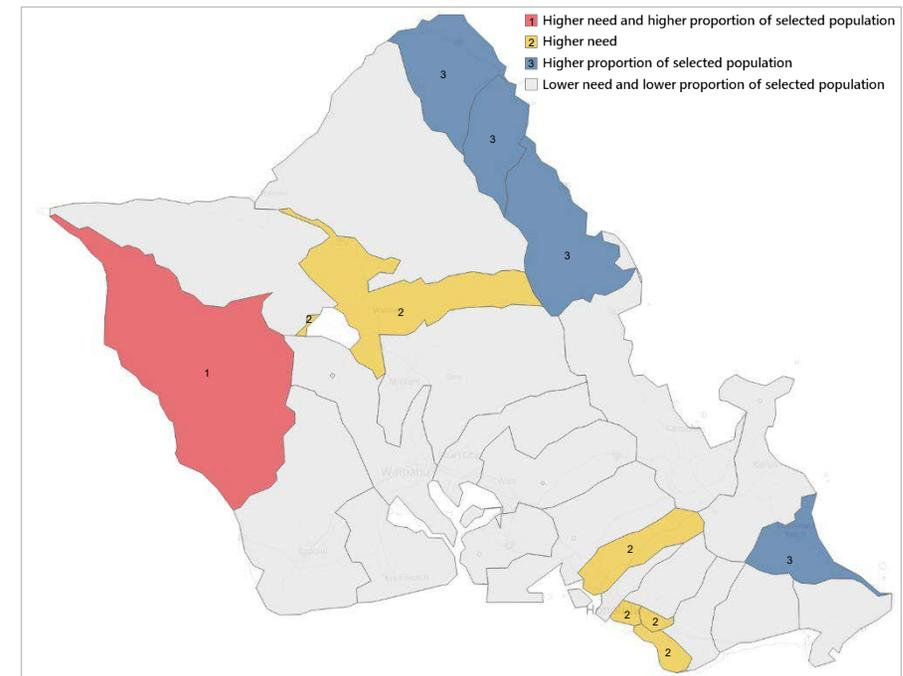 1 Higher need and higher proportion of selected population
2 Higher need
3 Higher proportion of selected population
Lower need and lower proportion of selected population
3
3
3
2
2
1
Waipahu
2
3
2
2
2